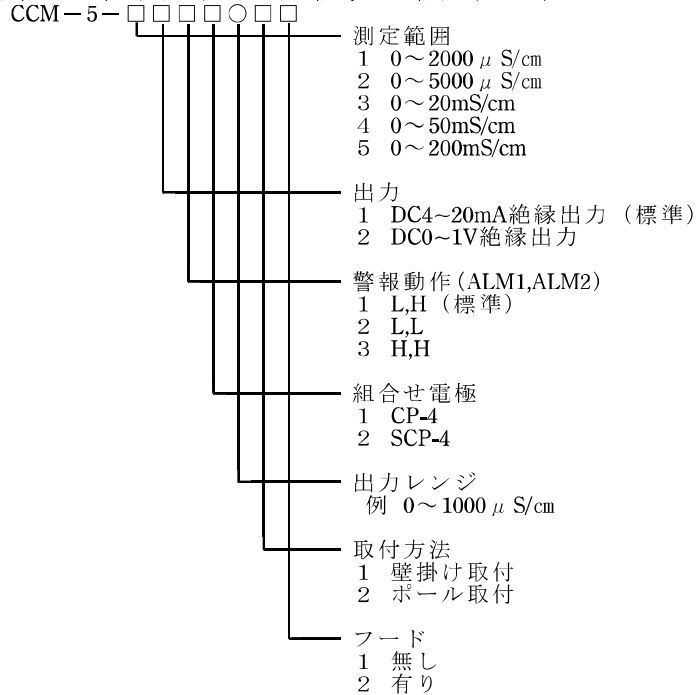 CCM－5－□□□□○□□
測定範囲
1 0～2000μS/㎝
2 0～5000μS/㎝
3 0～20mS/cm
4 0～50mS/cm
5 0～200mS/cm
出力
1 DC4~20mA絶縁出力（標準）
2 DC0~1V絶縁出力
警報動作(ALM1,ALM2)
1 L,H（標準）
2 L,L
3 H,H
組合せ電極
1 CP-4
2 SCP-4
出力レンジ
例 0～1000μS/㎝
取付方法
1 壁掛け取付
2 ポール取付
フード
1 無し
2 有り